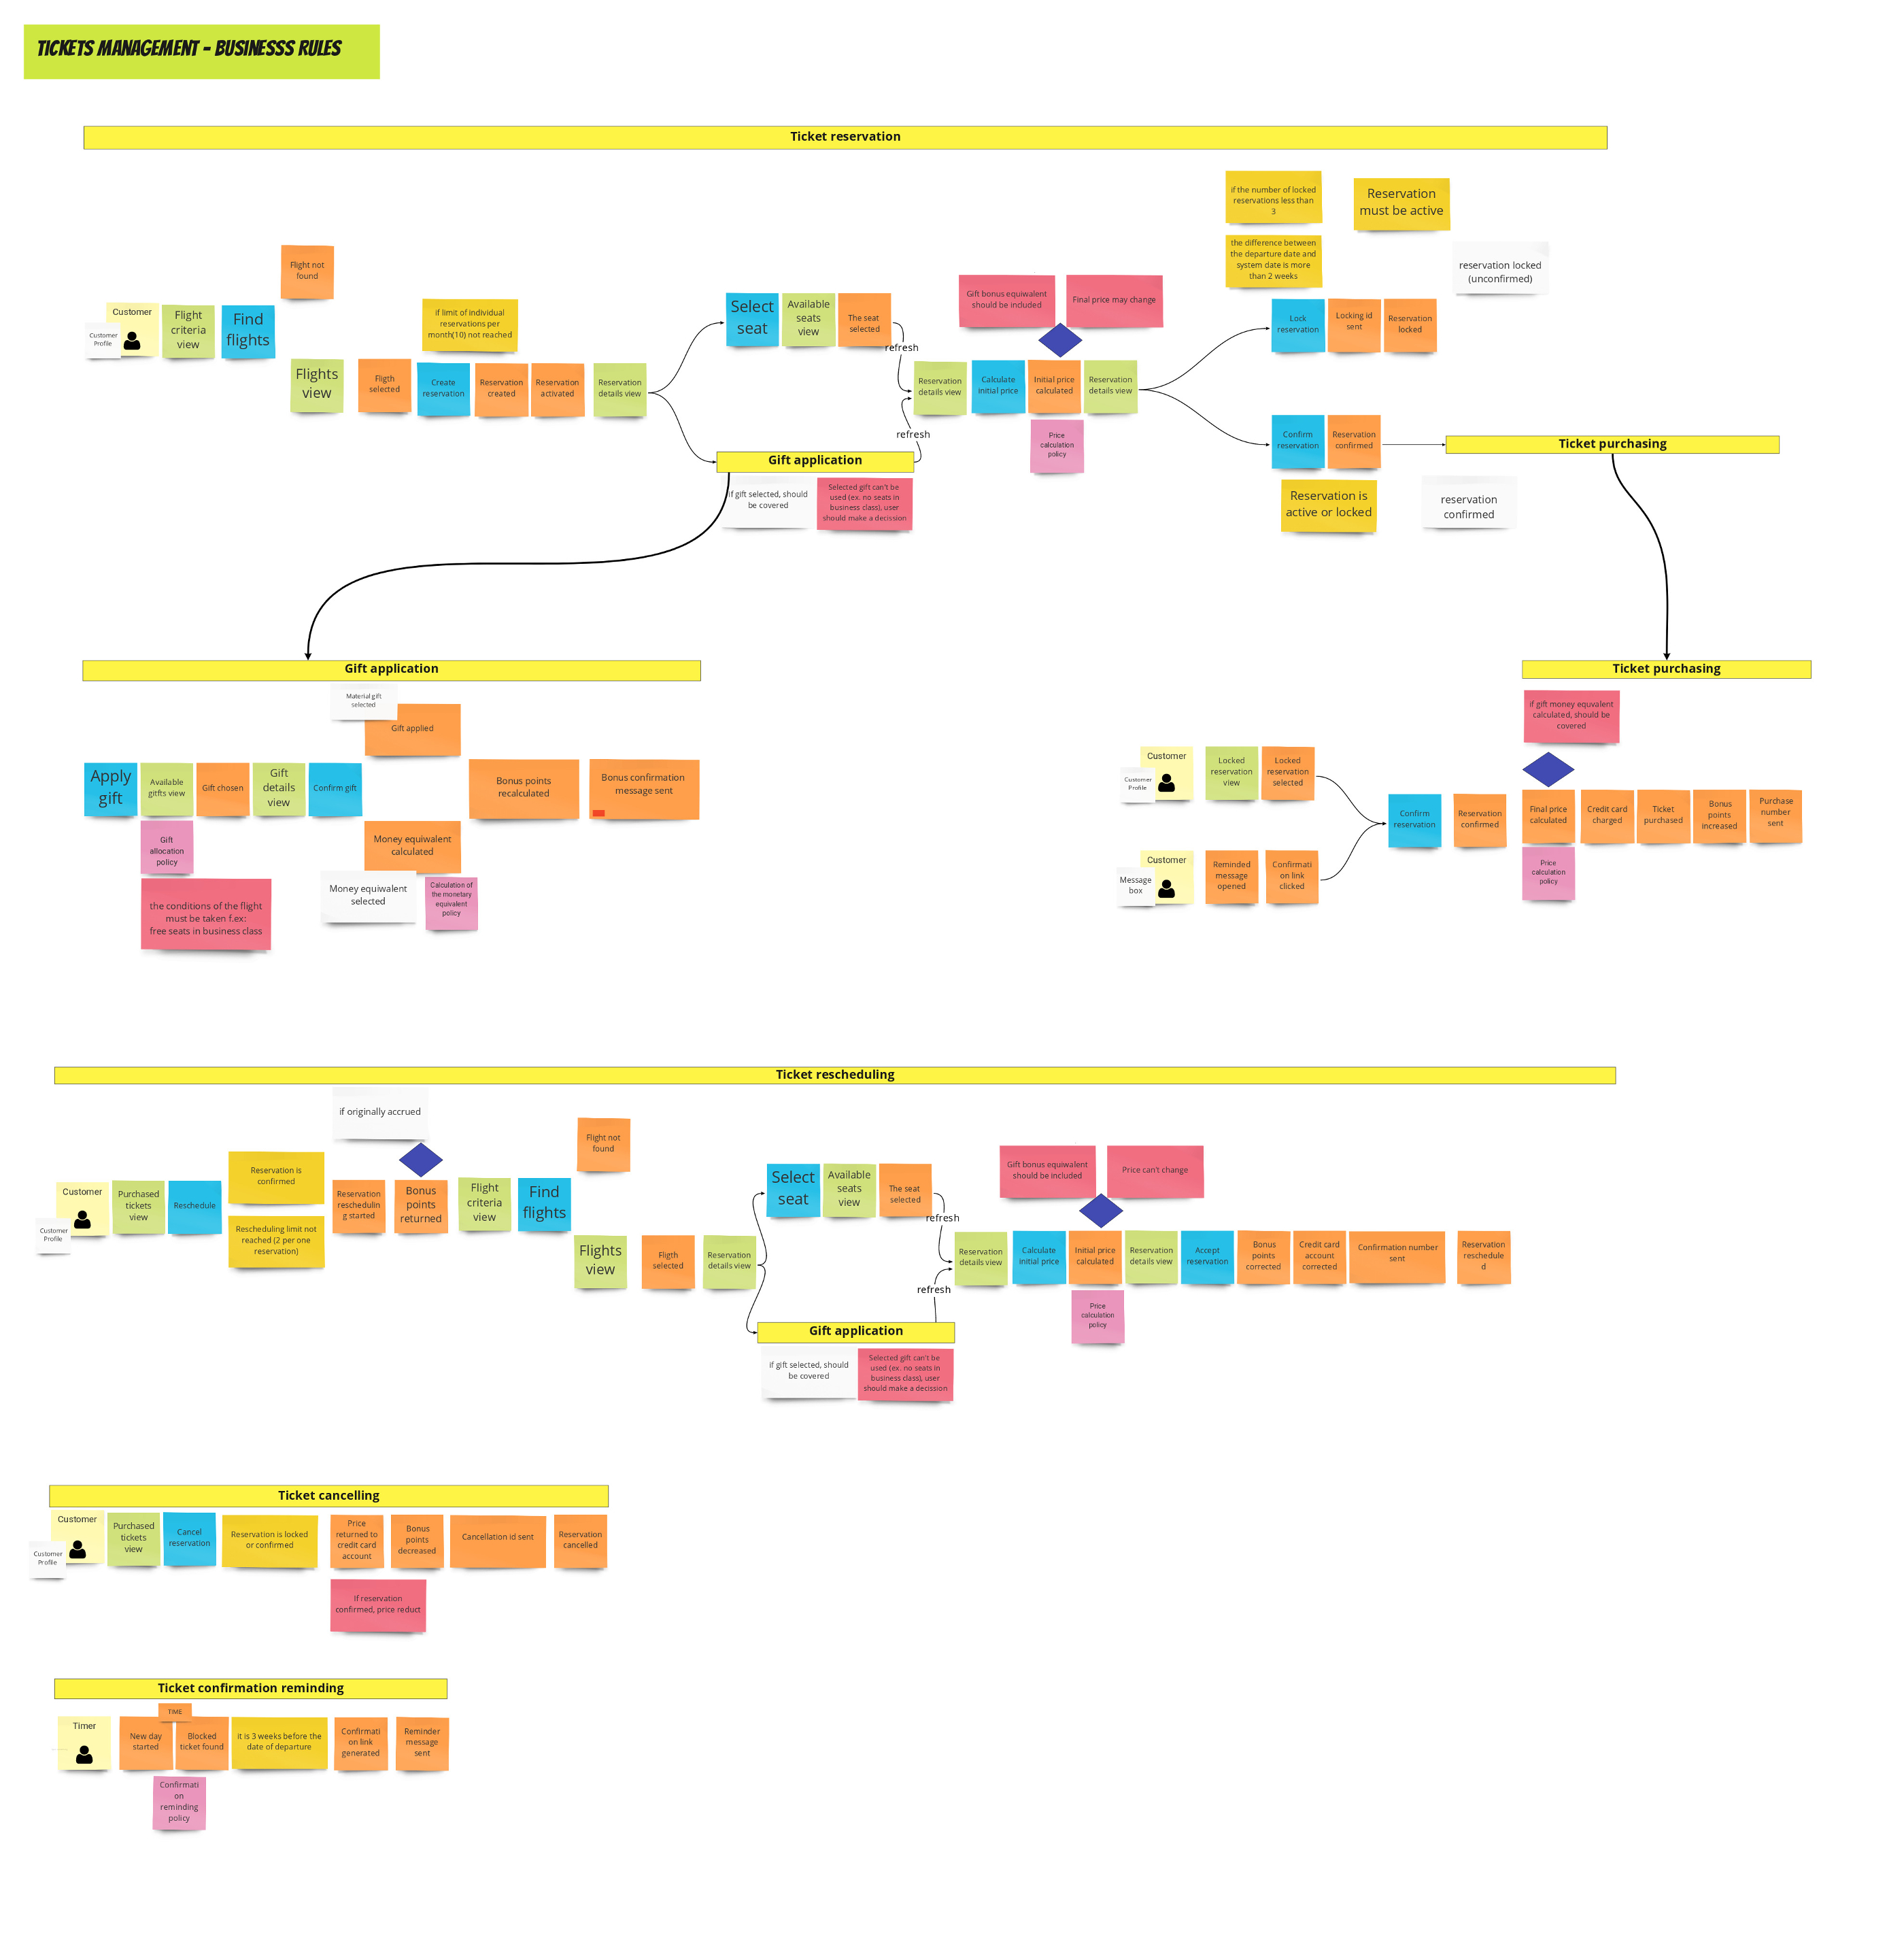 TICKETS MANAGEMENT - BUSINESSS RULES
Ticket reservation
if the number of locked
reservations less than
3
Reservation
must be active
the difference between
the departure date and
system date is more
than 2 weeks
reservation locked
(unconfirmed)
Flight not
found
Customer
Customer
Profile
Flight
criteria
view
Find
flights
if limit of individual
reservations per
month(10) not reached
Flights
view
Fligth
selected
Create
reservation
Reservation
created
Reservation
activated
Reservation
details view
Select
seat
Available
seats
view
The seat
selected
refresh
refresh
Gift application
if gift selected, should
be covered
Selected gift can't be
used (ex. no seats in
business class), user
should make a decission
Gift bonus equiwalent
should be included
Final price may change
Reservation
details view
Calculate
initial price
Initial price
calculated
Reservation
details view
Price
calculation
policy
Lock
reservation
Locking id
sent
Reservation
locked
Confirm
reservation
Reservation
confirmed
Ticket purchasing
Reservation is
active or locked
reservation
confirmed
Gift application
Material gift
selected
Gift applied
Apply
gift
Available
gitfts view
Gift chosen
Gift
details
view
Confirm gift
Bonus points
recalculated
Bonus confirmation
message sent
Gift
allocation
policy
Money equiwalent
calculated
the conditions of the flight
must be taken f.ex:
free seats in business class
Money equiwalent
selected
Calculation of
the monetary
equivalent
policy
Ticket purchasing
if gift money equvalent
calculated, should be
covered
Customer
Customer
Profile
Locked
reservation
view
Locked
reservation
selected
Customer
Message
box
Reminded
message
opened
Confirmati
on link
clicked
Confirm
reservation
Reservation
confirmed
Final price
calculated
Credit card
charged
Ticket
purchased
Bonus
points
increased
Purchase
number
sent
Price
calculation
policy
Ticket rescheduling
if originally accrued
Flight not
found
Customer
Customer
Profile
Purchased
tickets
view
Reschedule
Reservation is
confirmed
Rescheduling limit not
reached (2 per one
reservation)
Reservation
reschedulin
g started
Bonus
points
returned
Flight
criteria
view
Find
flights
Flights
view
Fligth
selected
Reservation
details view
Select
seat
Available
seats
view
The seat
selected
refresh
refresh
Gift application
if gift selected, should
be covered
Selected gift can't be
used (ex. no seats in
business class), user
should make a decission
Gift bonus equiwalent
should be included
Price can't change
Reservation
details view
Calculate
initial price
Initial price
calculated
Reservation
details view
Accept
reservation
Bonus
points
corrected
Credit card
account
corrected
Confirmation number
sent
Reservation
reschedule
d
Price
calculation
policy
Ticket cancelling
Customer
Customer
Profile
Purchased
tickets
view
Cancel
reservation
Reservation is locked
or confirmed
Price
returned to
credit card
account
Bonus
points
decreased
Cancellation id sent
Reservation
cancelled
If reservation
confirmed, price reduct
Ticket confirmation reminding
TIME
Timer
New day
started
Blocked
ticket found
it is 3 weeks before the
date of departure
Confirmati
on link
generated
Reminder
message
sent
Confirmati
on
reminding
policy